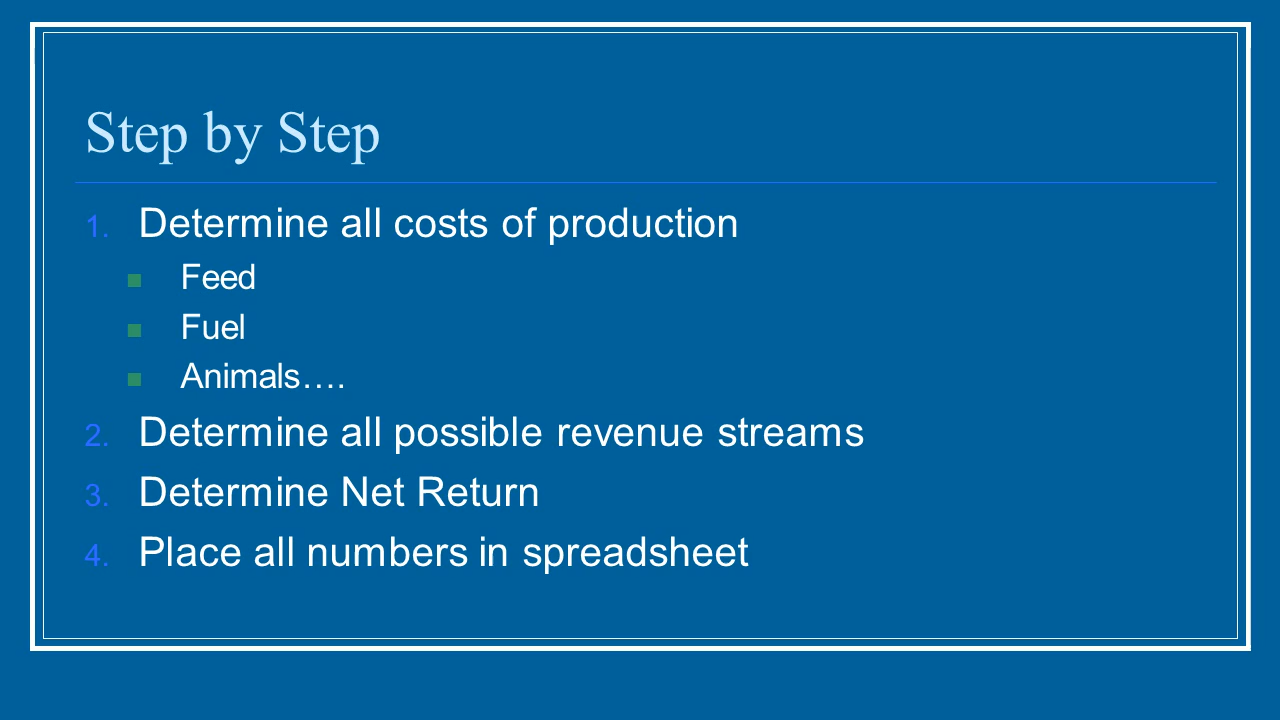 Step by Step
1. Determine all costs of production
■ Feed
■ Fuel
■ Animals….
2. Determine all possible revenue streams
3. Determine Net Return
4. Place all numbers in spreadsheet